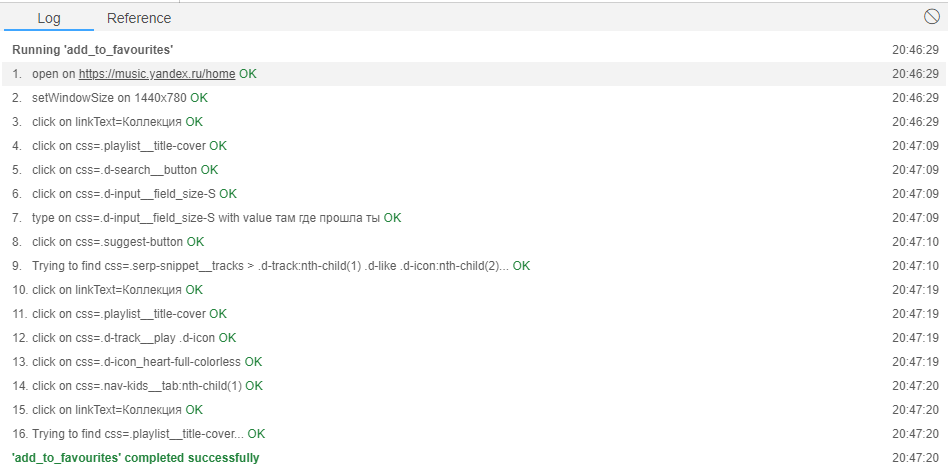 Log Reference
Running 'add_to_favourites' 20:46:29
1. open on https://music.yandex.ru/home OK 20:46:29
2. setWindowSize on 1440x780 OK 20:46:29
3. click on linkText=Коллекция OK 20:46:29
4. click on css=.playlist__title-cover OK 20:47:09
5. click on css=.d-search__button OK 20:47:09
6. click on css=.d-input__field_size-S OK 20:47:09
7. type on css=.d-input__field_size-S with value там где прошла ты OK 20:47:09
8. click on css=.suggest-button OK 20:47:10
9. Trying to find css=.serp-snippet__tracks > .d-track:nth-child(1) .d-like .d-icon:nth-child(2)... OK 20:47:10
10. click on linkText=Коллекция OK 20:47:19
11. click on css=.playlist__title-cover OK 20:47:19
12. click on css=.d-track__play .d-icon OK 20:47:19
13. click on css=.d-icon_heart-full-colorless OK 20:47:19
14. click on css=.nav-kids__tab:nth-child(1) OK 20:47:20
15. click on linkText=Коллекция OK 20:47:20
16. Trying to find css=.playlist__title-cover... OK 20:47:20
'add_to_favourites' completed successfully 20:47:20